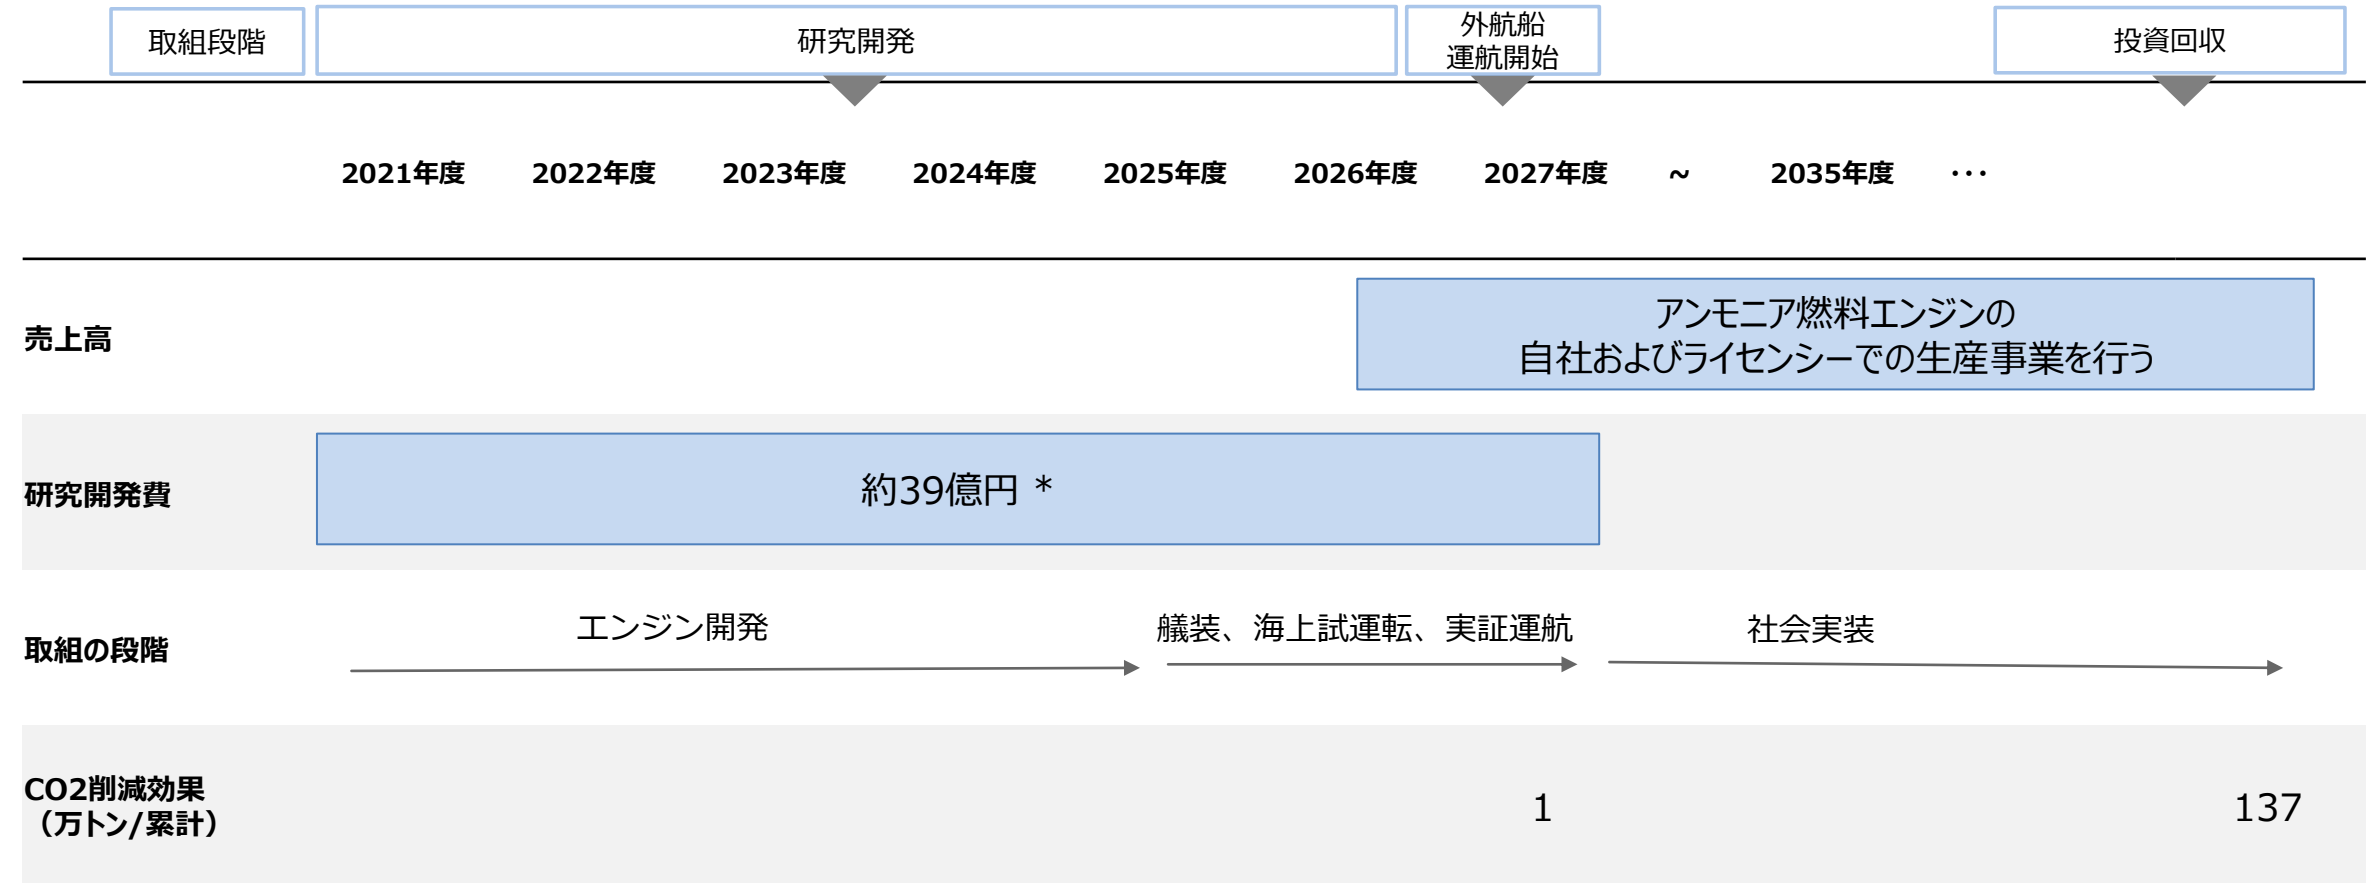 取組段階
研究開発
外航船
運航開始
投資回収
2021年度 2022年度 2023年度 2024年度 2025年度 2026年度 2027年度 ~ 2035年度 ･･･
売上高
アンモニア燃料エンジンの
自社およびライセンシーでの生産事業を行う
研究開発費
約39億円 *
取組の段階
エンジン開発
艤装、海上試運転、実証運航
社会実装
CO2削減効果
（万トン/累計）
1
137